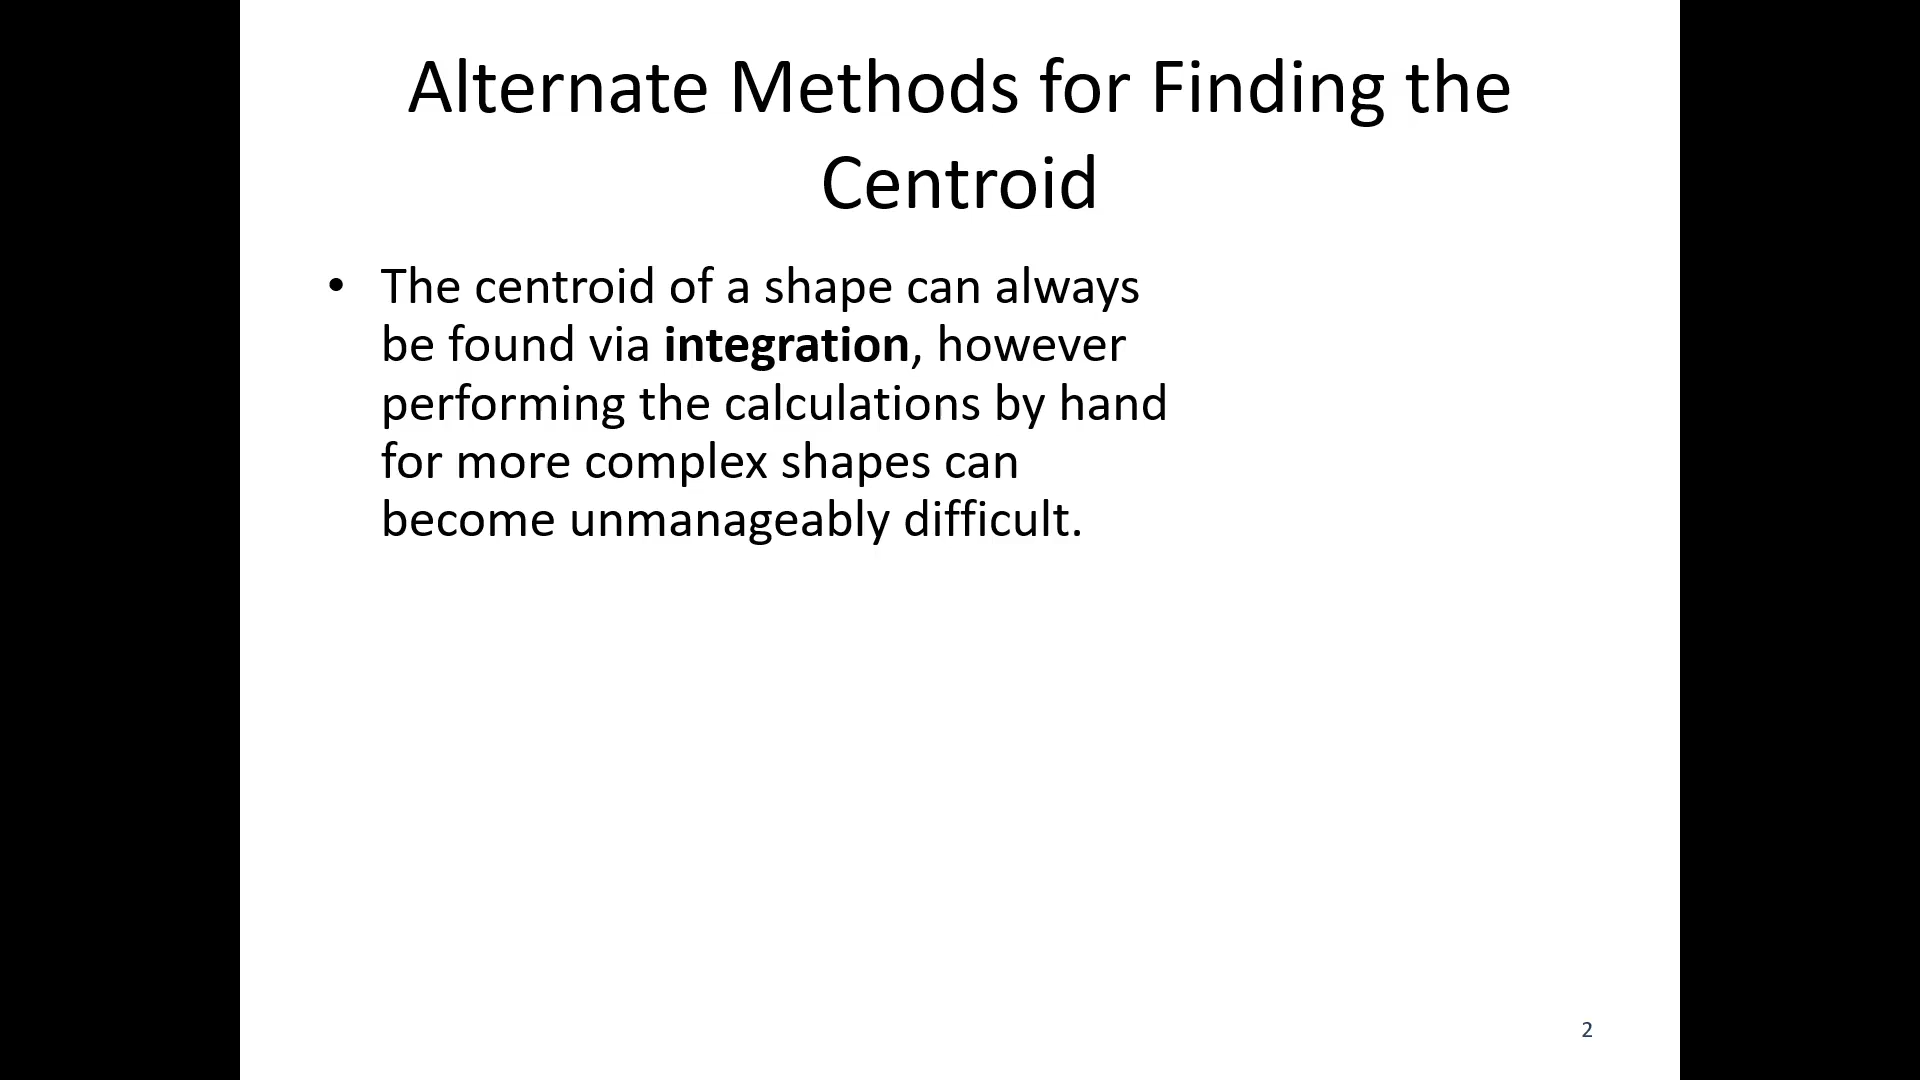 Alternate Methods for Finding the
Centroid
• The centroid of a shape can always
be found via integration, however
performing the calculations by hand
for more complex shapes can
become unmanageably difficult.
2